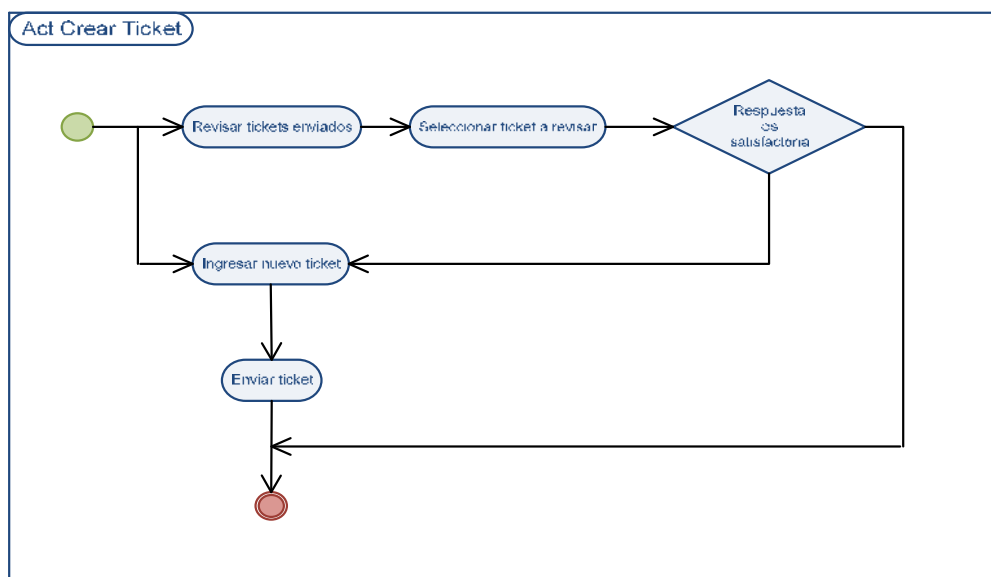 Act Crear Ticket
Revisar tickets enviados
Seleccionar ticket a revisar
Respuesta
es
satisfactoria
Ingresar nuevo ticket
Enviar ticket